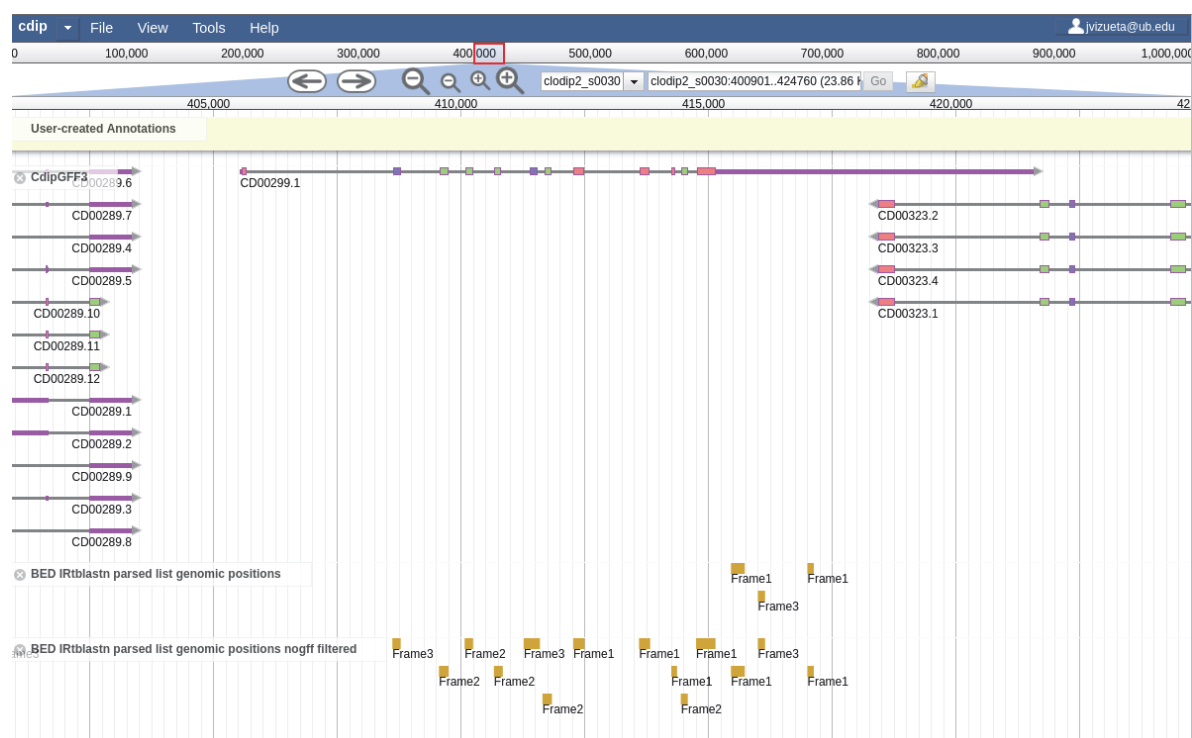 cdip File View Tools Help jvizueta@ub.edu
0 100,000 200,000 300,000 400,000 500,000 600,000 700,000 800,000 900,000 1,000,000
clodip2_s0030 clodip2_s0030:400901..424760 (23.86 Go
405,000 410,000 415,000 420,000 42
User-created Annotations
CdipGFF3
CD00289.6 CD00299.1
CD00289.7 CD00323.2
CD00289.4 CD00323.3
CD00289.5 CD00323.4
CD00289.10 CD00323.1
CD00289.11
CD00289.12
CD00289.1
CD00289.2
CD00289.9
CD00289.3
CD00289.8
BED IRtblastn parsed list genomic positions Frame1 Frame1
Frame3
BED IRtblastn parsed list genomic positions nogff filtered Frame3 Frame2 Frame3 Frame1 Frame1 Frame1 Frame3
Frame2 Frame2 Frame1 Frame1 Frame1
Frame2 Frame2